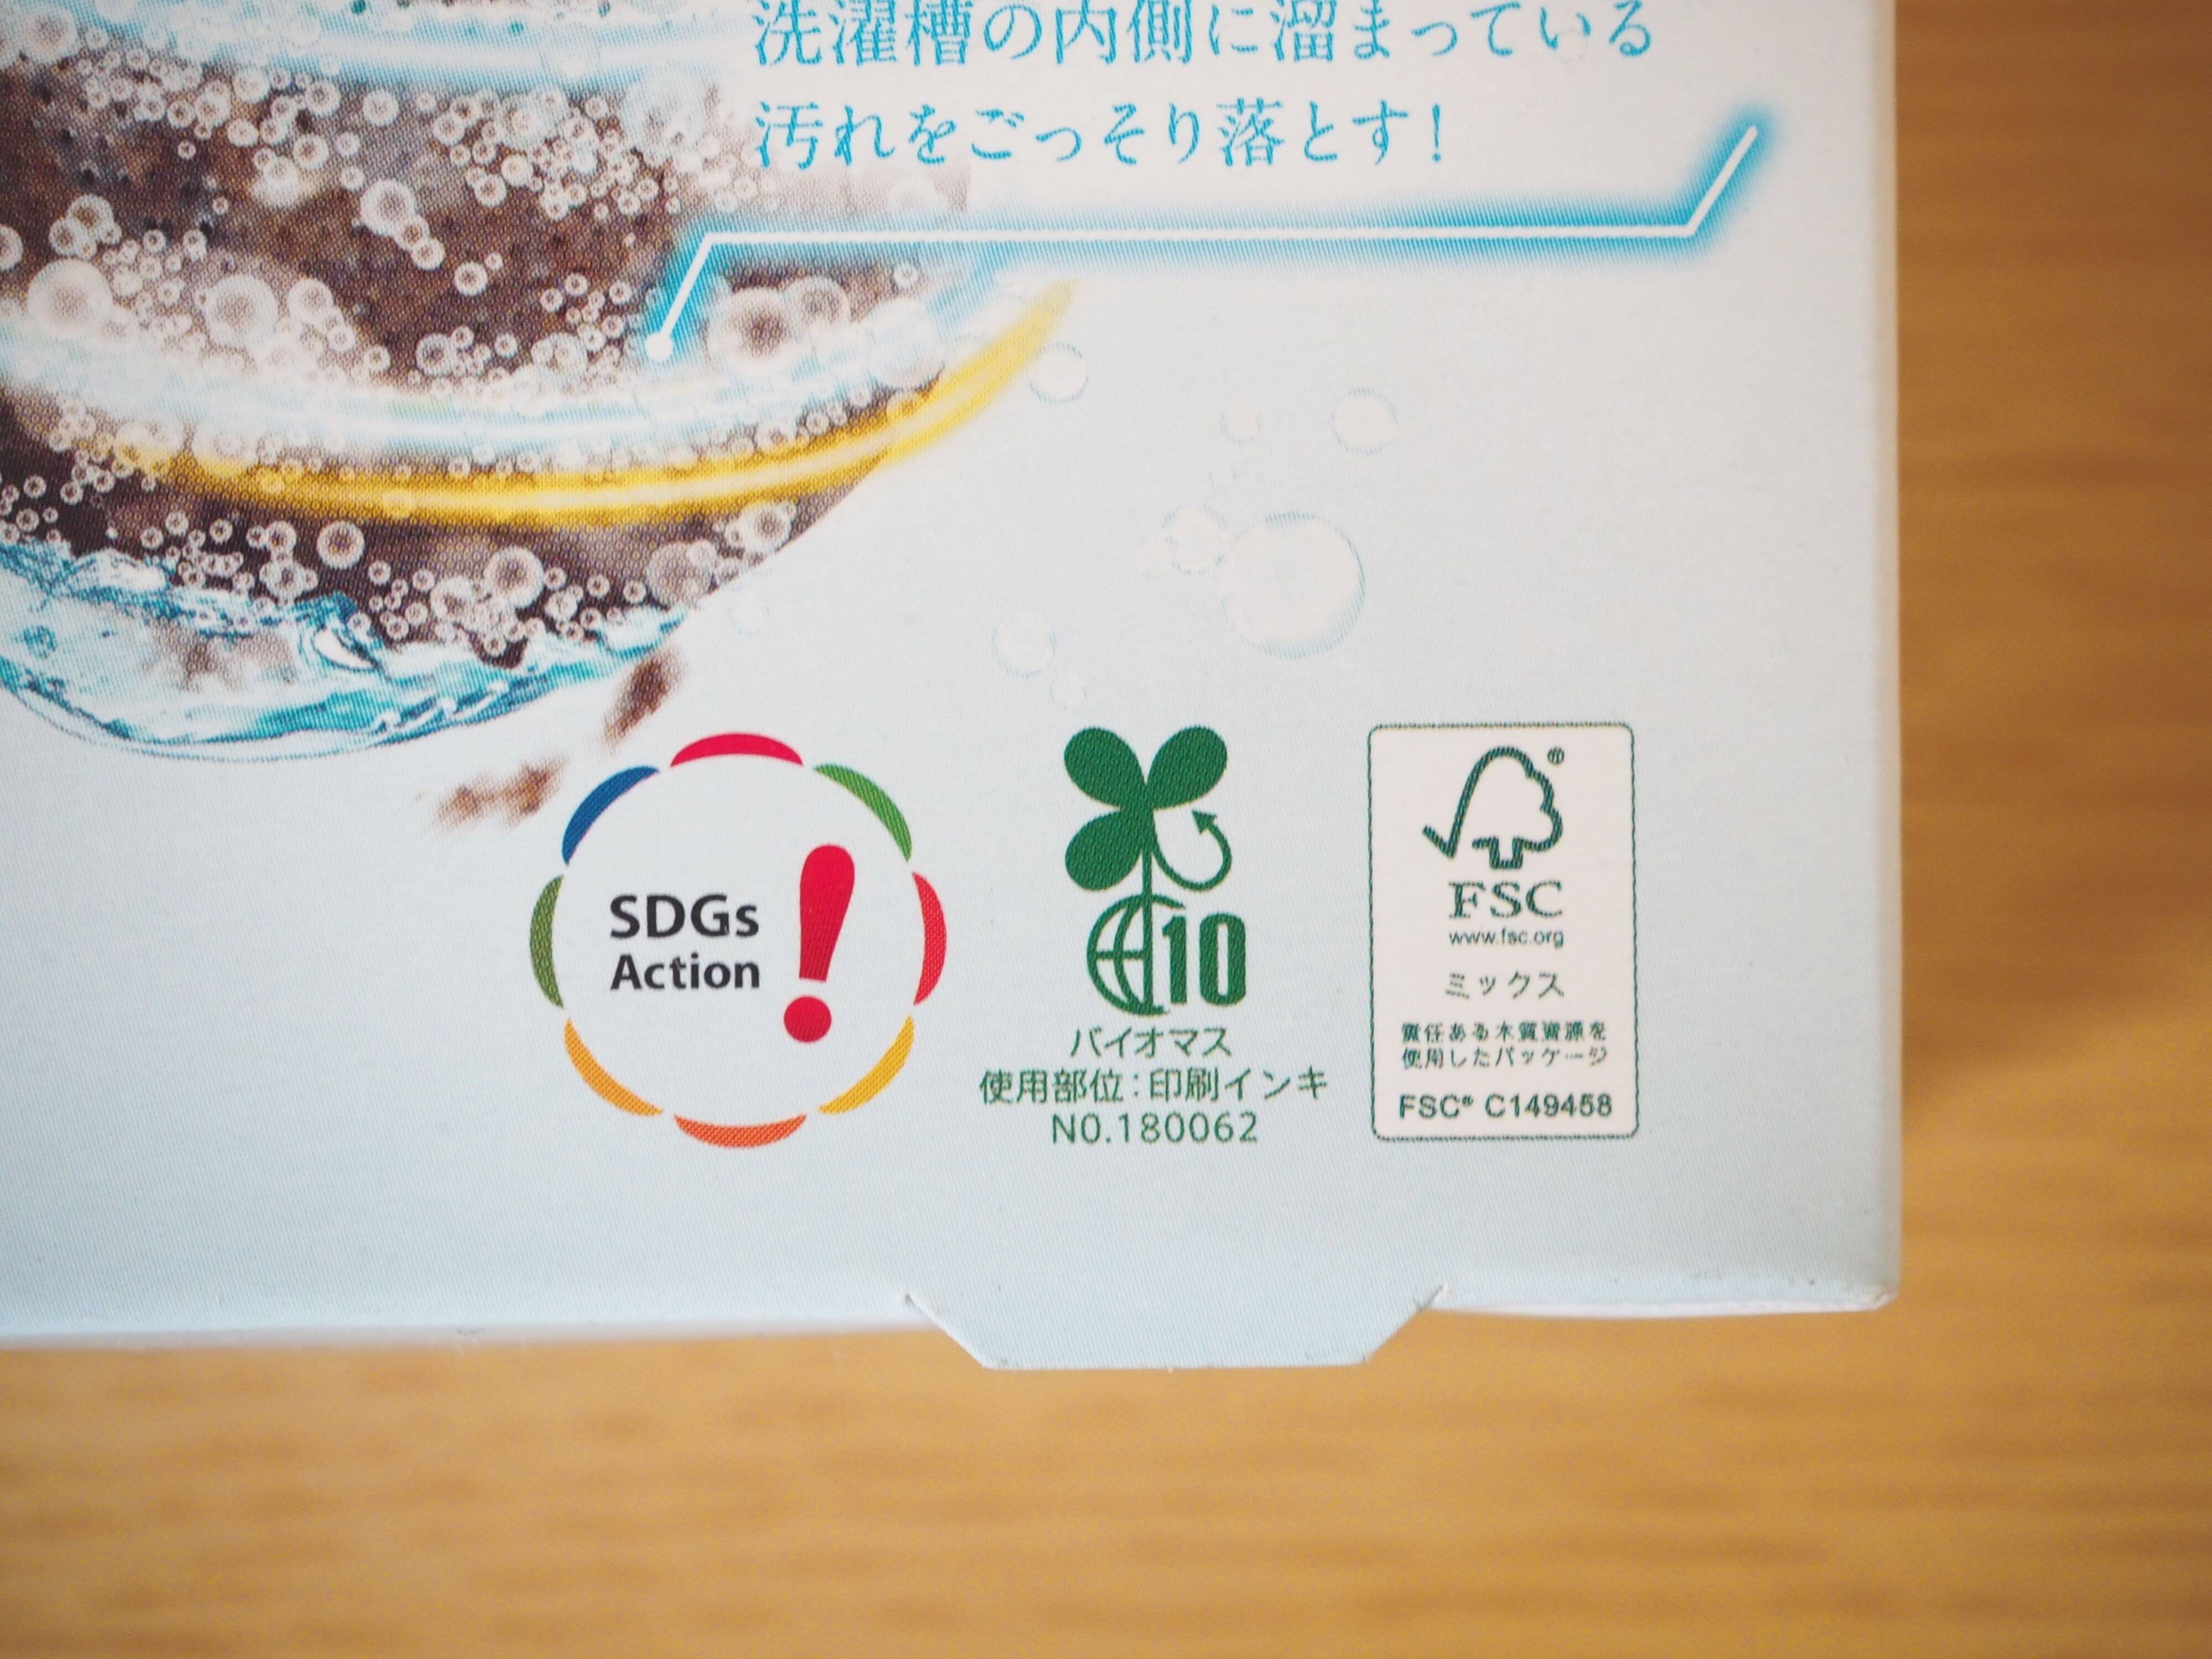 洗濯槽の内側に溜まっている
汚れをごっそり落とす！
SDGs
Action
10
バイオマス
使用部位：印刷インキ
NO.180062
®
FSC
www.fsc.org
ミックス
責任ある木質資源を
使用したパッケージ
FSC® C149458